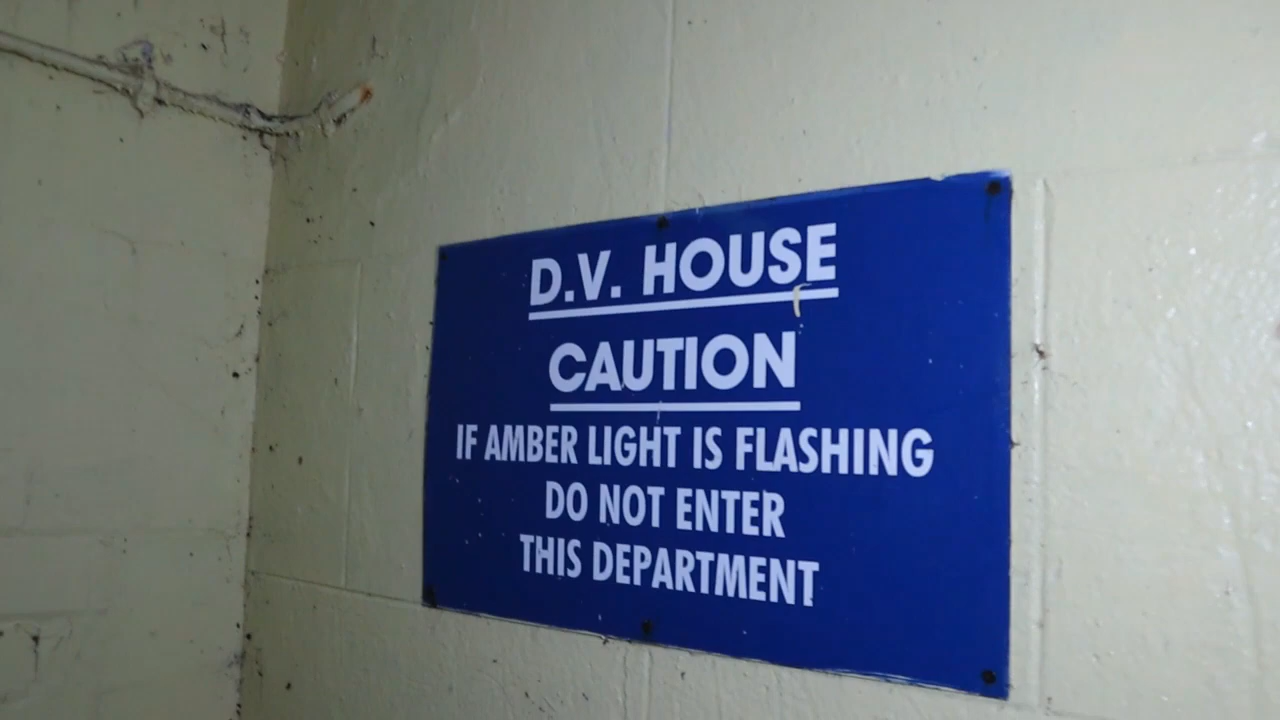 D.V. HOUSE
CAUTION
IF AMBER LIGHT IS FLASHING
DO NOT ENTER
THIS DEPARTMENT